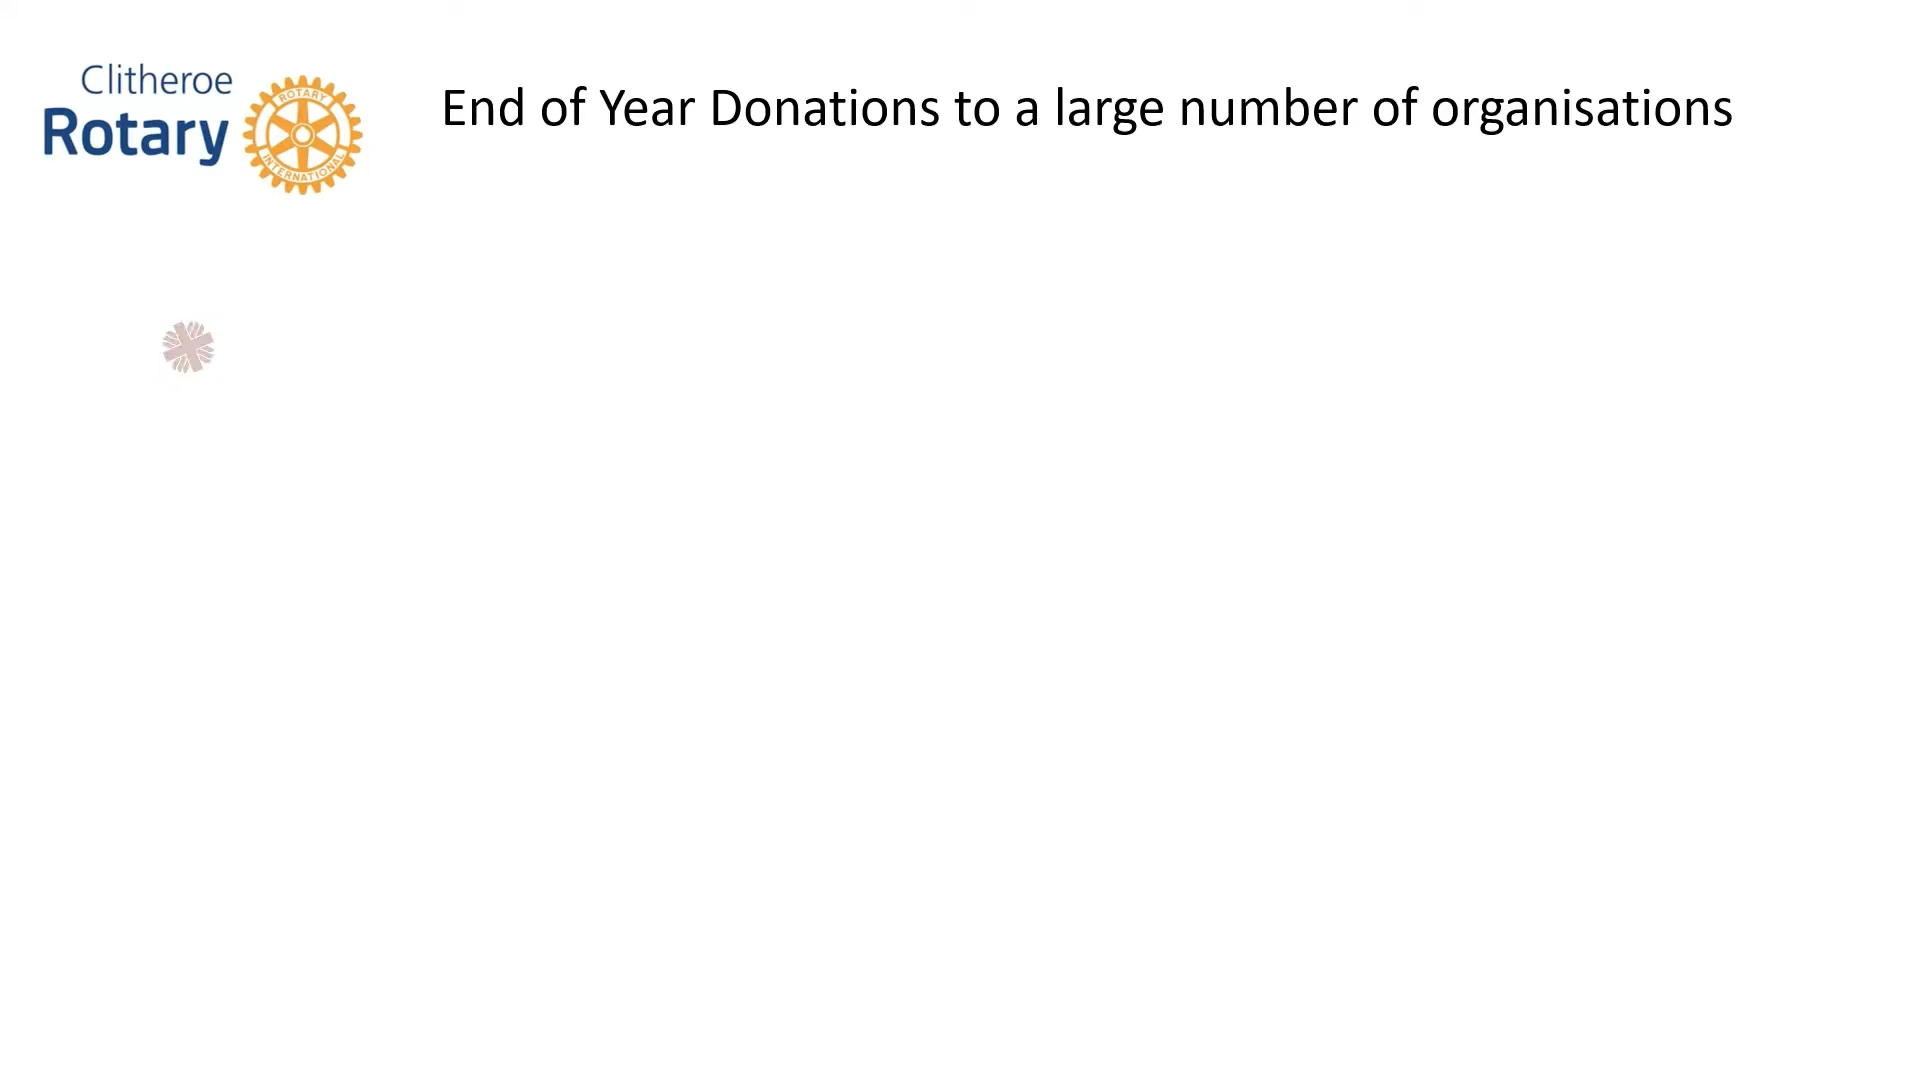 Clitheroe
Rotary
ROTARY
INTERNATIONAL
End of Year Donations to a large number of organisations